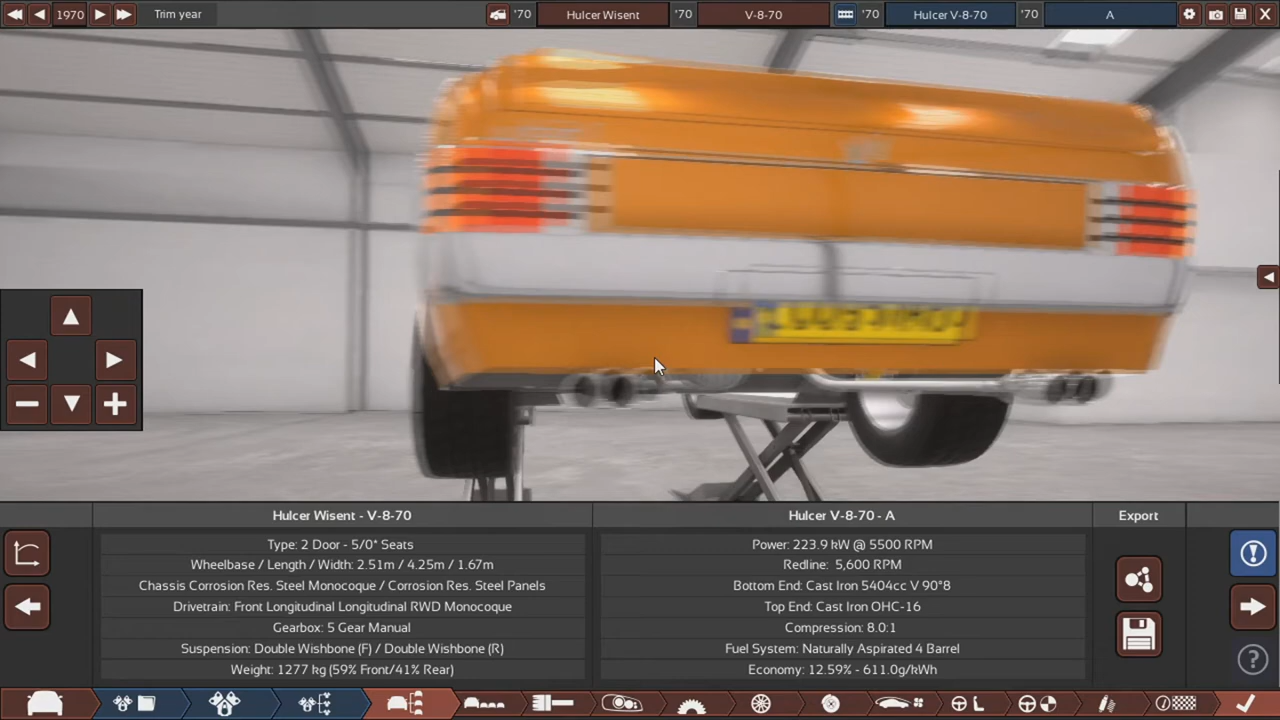 1970 Trim year '70 Hulcer Wisent '70 V-8-70 '70 Hulcer V-8-70 '70 A
Hulcer Wisent - V-8-70
Type: 2 Door - 5/0* Seats
Wheelbase / Length / Width: 2.51m / 4.25m / 1.67m
Chassis Corrosion Res. Steel Monocoque / Corrosion Res. Steel Panels
Drivetrain: Front Longitudinal Longitudinal RWD Monocoque
Gearbox: 5 Gear Manual
Suspension: Double Wishbone (F) / Double Wishbone (R)
Weight: 1277 kg (59% Front/41% Rear)
Hulcer V-8-70 - A
Power: 223.9 kW @ 5500 RPM
Redline: 5,600 RPM
Bottom End: Cast Iron 5404cc V 90°8
Top End: Cast Iron OHC-16
Compression: 8.0:1
Fuel System: Naturally Aspirated 4 Barrel
Economy: 12.59% - 611.0g/kWh
Export